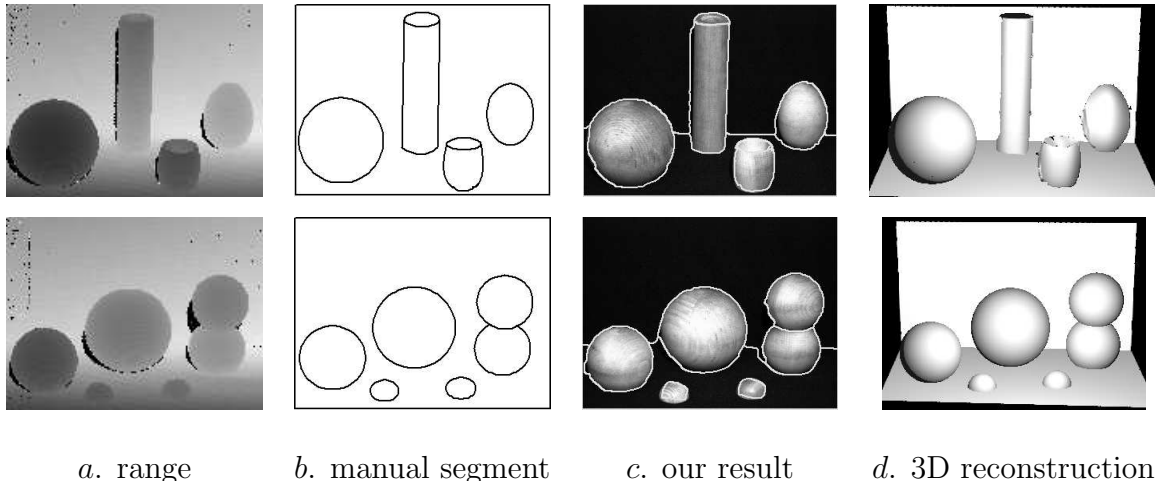 a. range b. manual segment c. our result d. 3D reconstruction